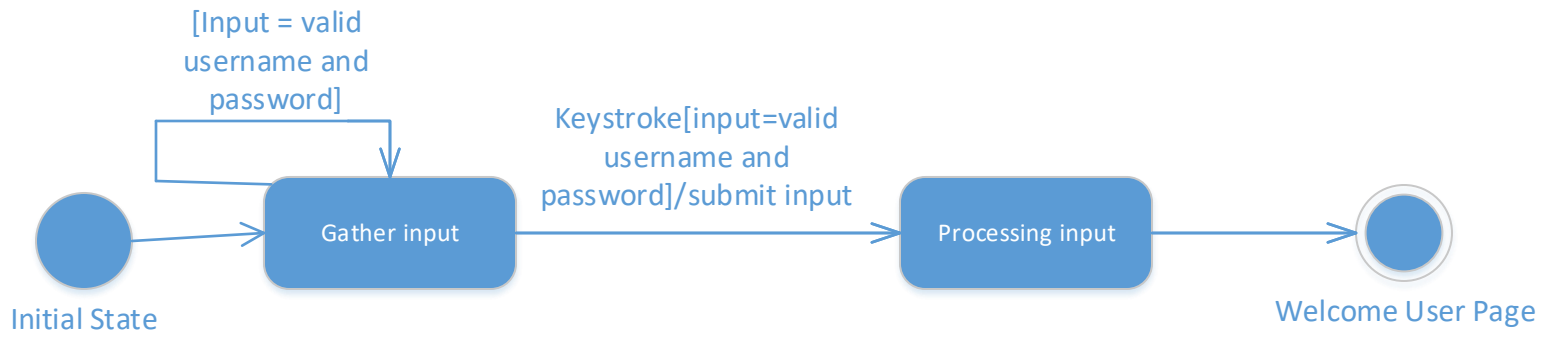 [Input = valid
username and
password]
Keystroke[input=valid
username and
password]/submit input
Gather input
Processing input
Initial State
Welcome User Page